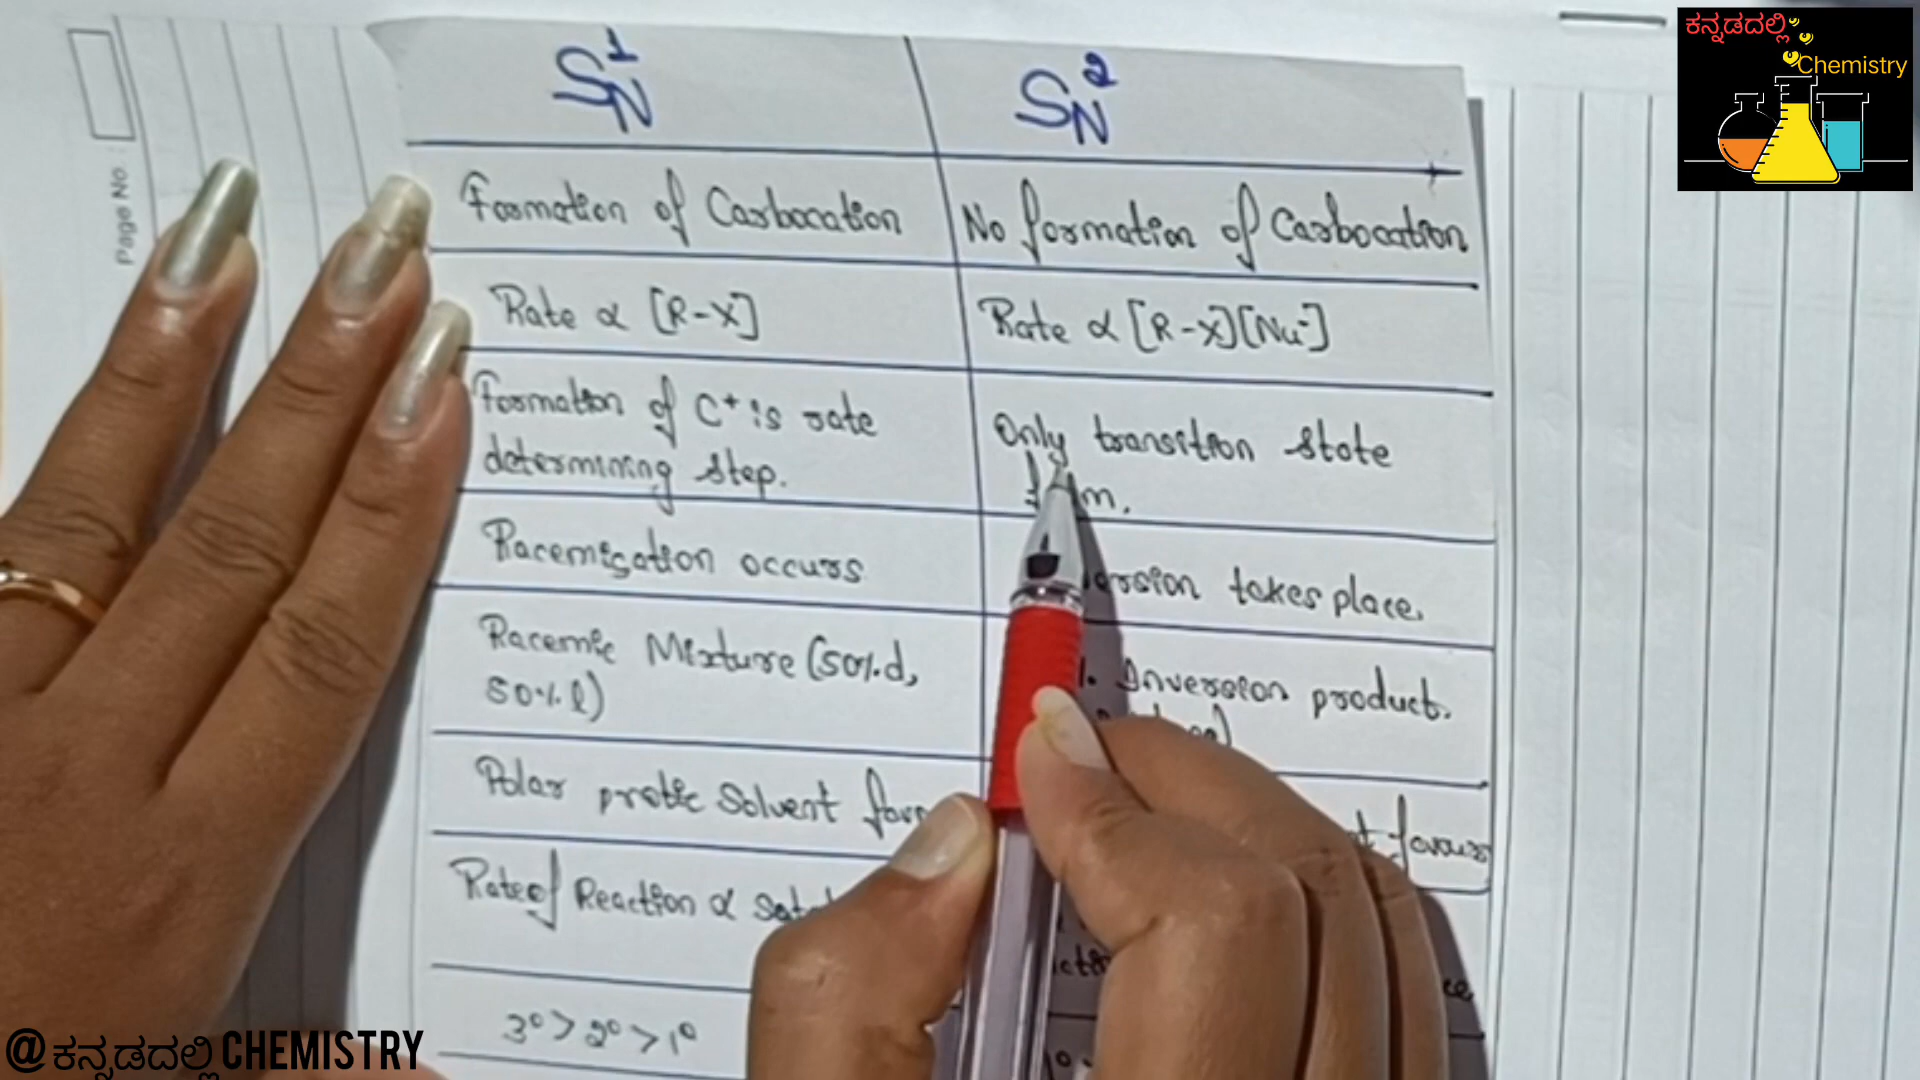 ಕನ್ನಡದಲ್ಲಿ
Chemistry
Page No :
SN1
SN2
Formation of Carbocation
No formation of Carbocation
Rate ∝ [R-X]
Rate ∝ [R-X][Nu-]
Formation of C+ is rate
determining step.
Only transition state
Racemisation occurs
takes place.
Racemic Mixture (50%.d,
50%.l)
Inversion product.
Polar protic Solvent
favours
Rate of Reaction ∝
3° > 2° > 1°
@ಕನ್ನಡದಲ್ಲಿ CHEMISTRY